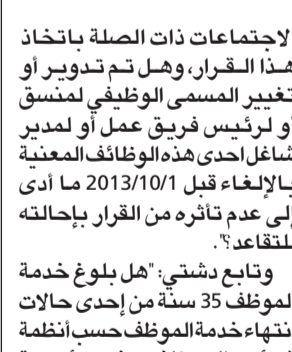 لاجتماعات ذات الصلة باتخاذ
هذا القرار، وهل تم تدوير أو
تغيير المسمى الوظيفي لمنسق
أو لرئيس فريق عمل أو لمدير
شاغل احدى هذه الوظائف المعنية
بالإلغاء قبل 2013/10/1 ما أدى
إلى عدم تأثره من القرار بإحالته
للتقاعد؟".
وتابع دشتي: "هل بلوغ خدمة
لموظف 35 سنة من إحدى حالات
نتهاء خدمة الموظف حسب أنظمة